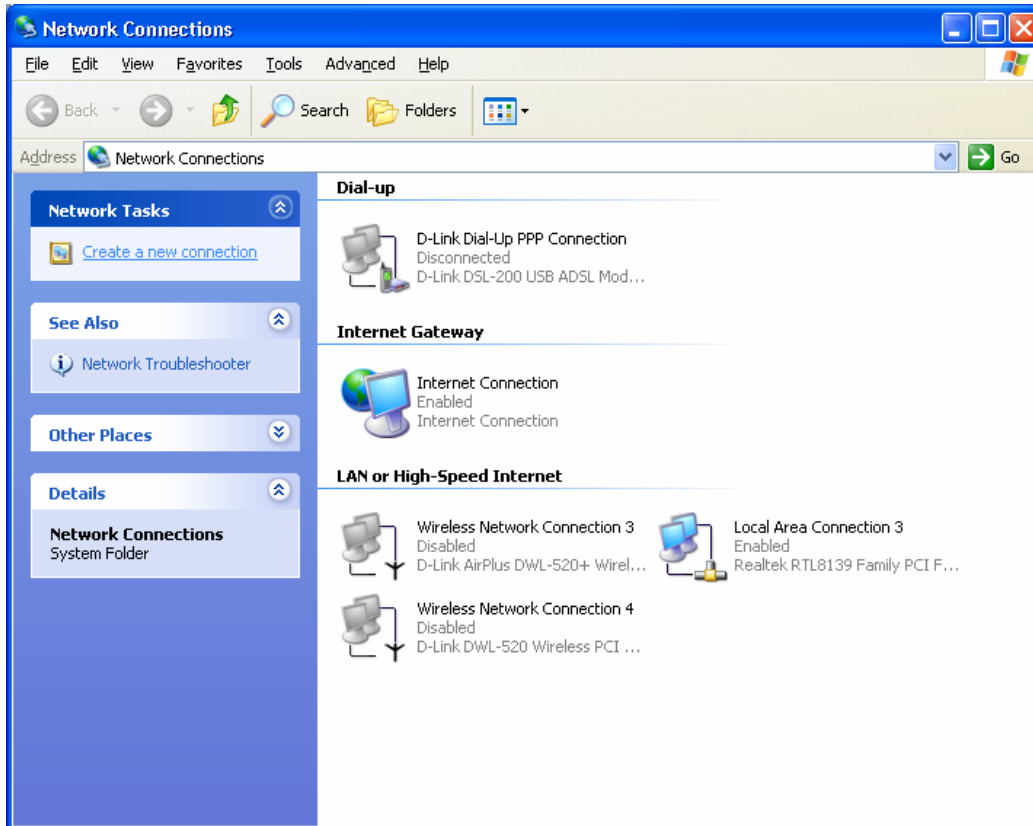 Network Connections
File Edit View Favorites Tools Advanced Help
Back Search Folders
Address Network Connections Go
Network Tasks
Create a new connection
See Also
Network Troubleshooter
Other Places
Details
Network Connections
System Folder
Dial-up
D-Link Dial-Up PPP Connection
Disconnected
D-Link DSL-200 USB ADSL Mod...
Internet Gateway
Internet Connection
Enabled
Internet Connection
LAN or High-Speed Internet
Wireless Network Connection 3
Disabled
D-Link AirPlus DWL-520+ Wirel...
Local Area Connection 3
Enabled
Realtek RTL8139 Family PCI F...
Wireless Network Connection 4
Disabled
D-Link DWL-520 Wireless PCI ...